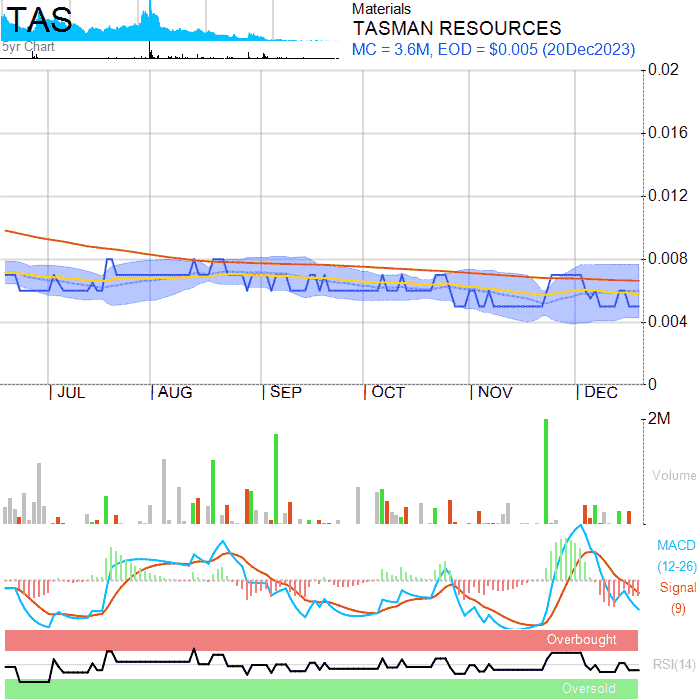 TAS
5yr Chart
Materials
TASMAN RESOURCES
MC = 3.6M, EOD = $0.005 (20Dec2023)
0.02
0.016
0.012
0.008
0.004
0
JUL
AUG
SEP
OCT
NOV
DEC
2M
Volume
MACD
(12-26)
Signal
(9)
Overbought
RSI(14)
Oversold